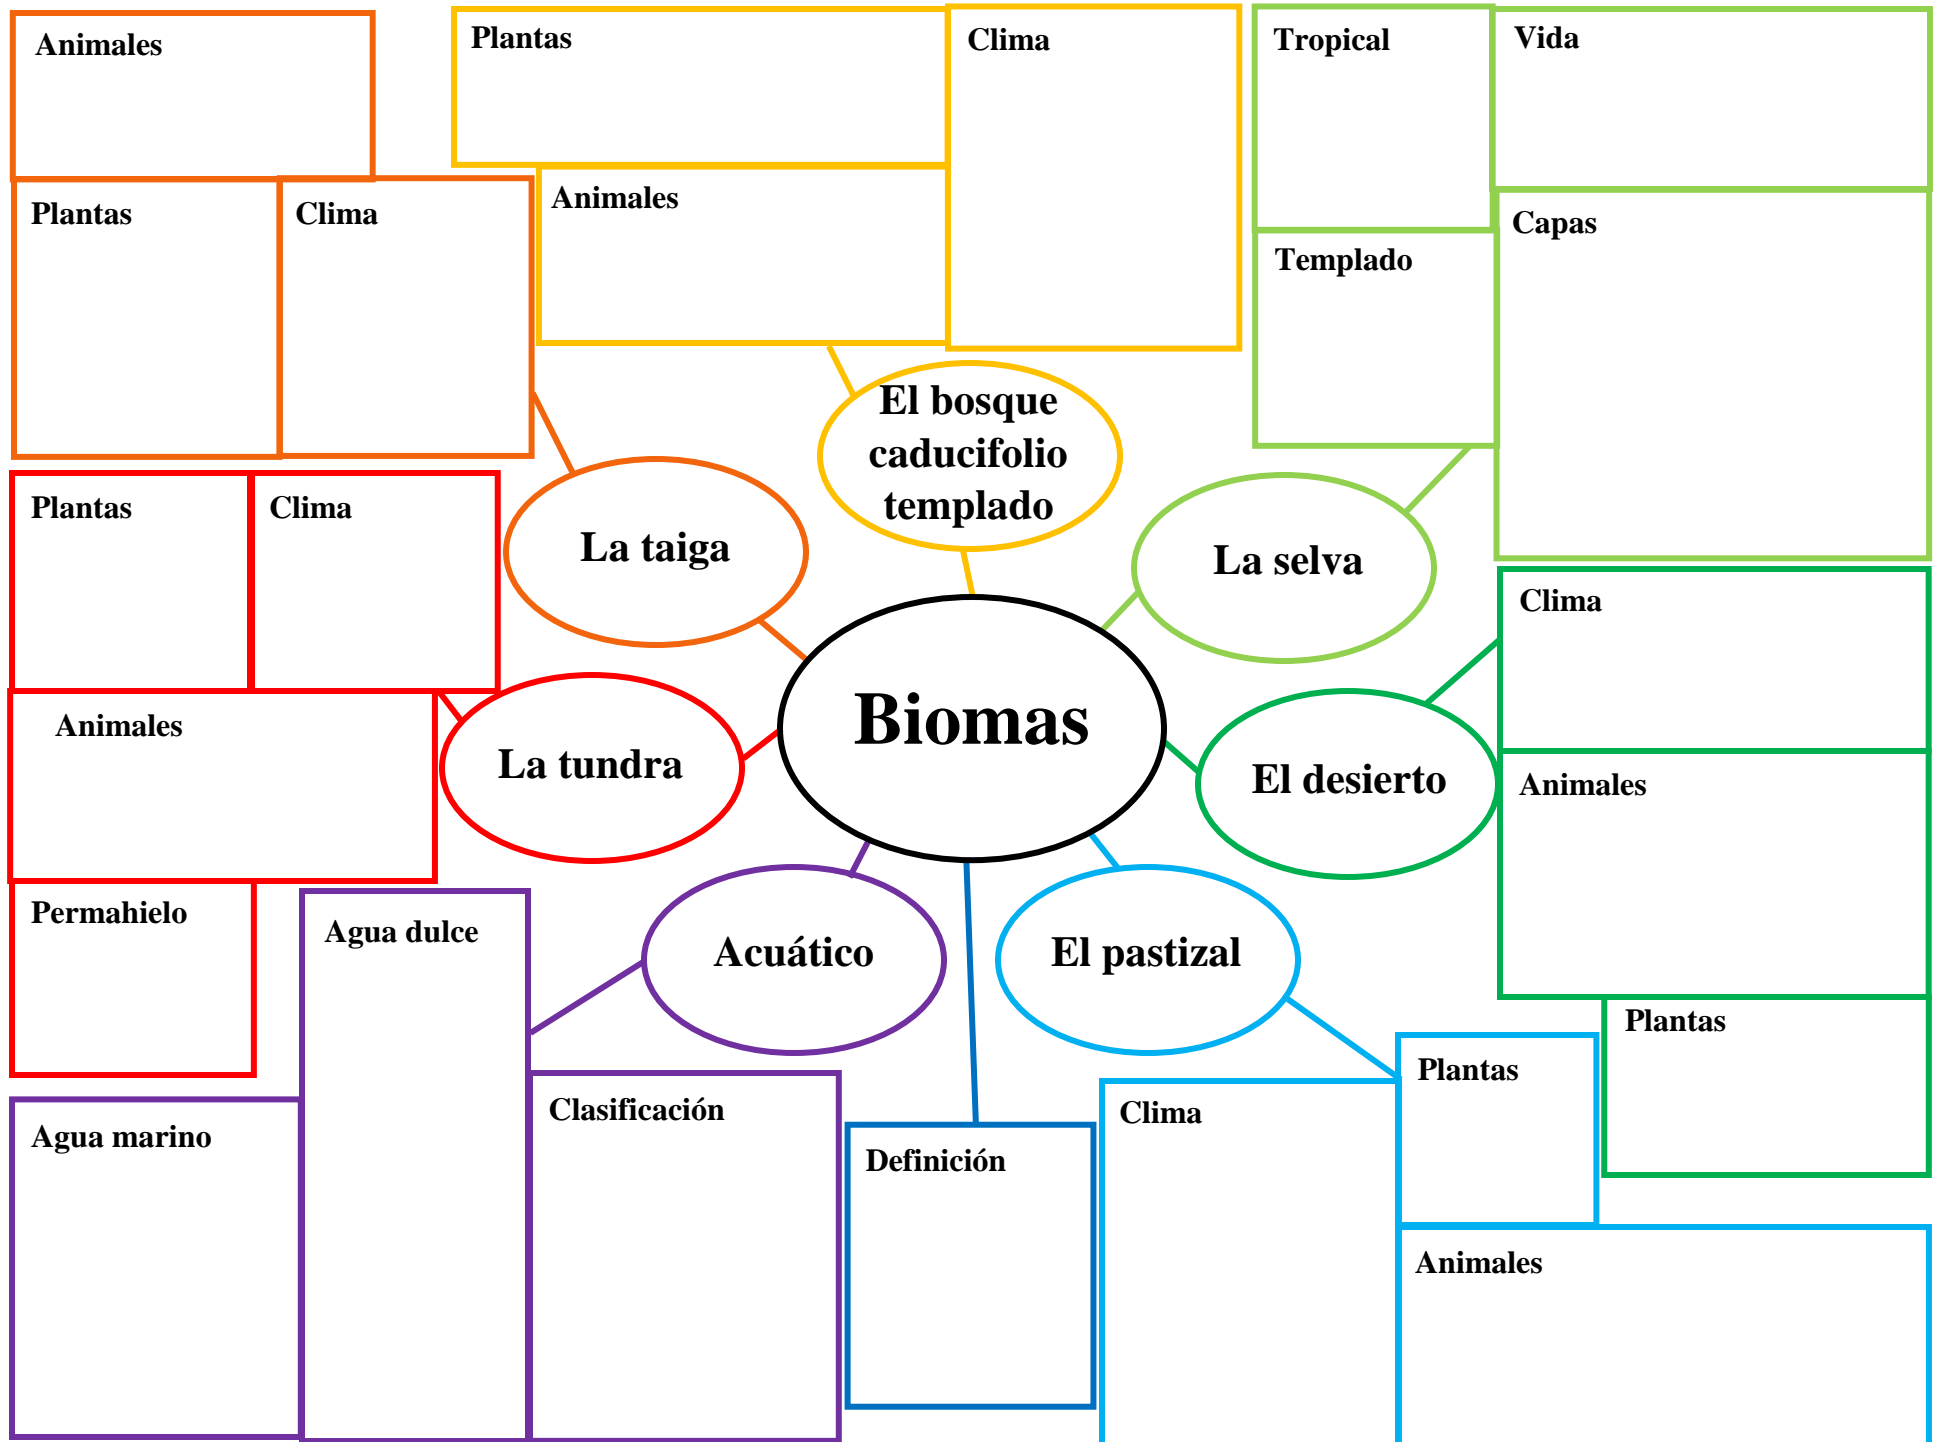 Animales
Plantas
Clima
Plantas
Clima
Animales
El bosque
caducifolio
templado
Tropical
Vida
Templado
Capas
La taiga
La selva
Plantas
Clima
Animales
Permahielo
La tundra
Biomas
El desierto
Clima
Animales
Plantas
Acuático
El pastizal
Agua dulce
Agua marino
Clasificación
Definición
Clima
Plantas
Animales